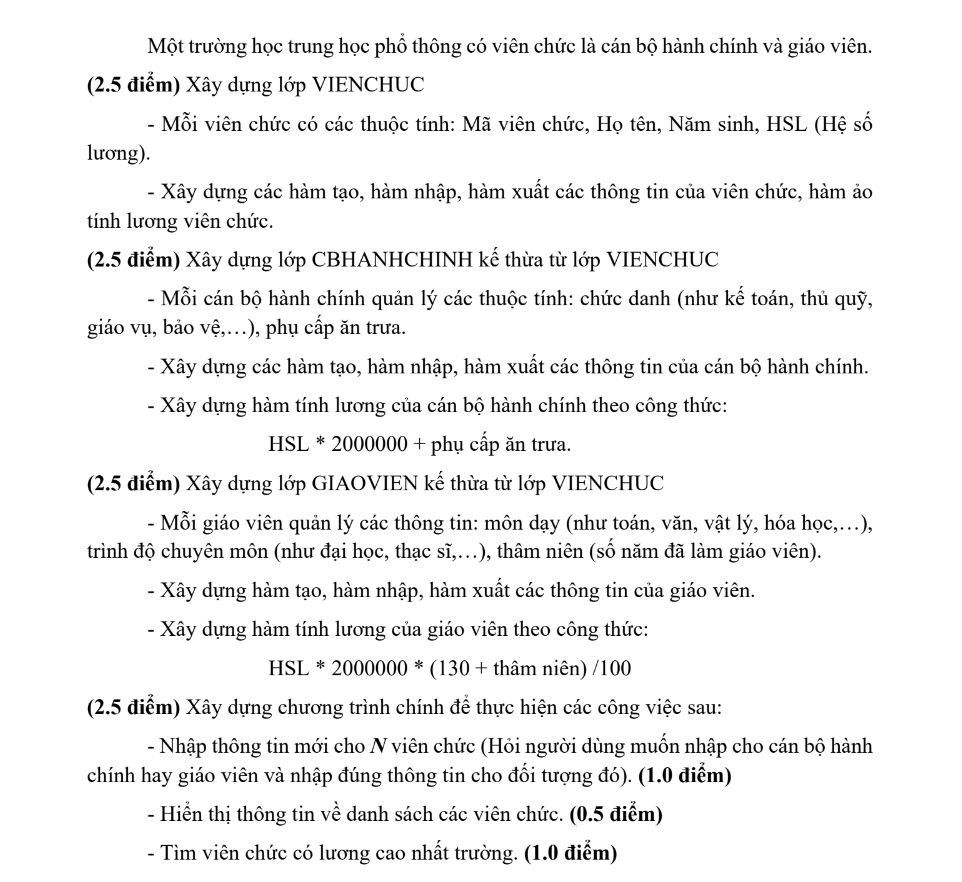 Một trường học trung học phổ thông có viên chức là cán bộ hành chính và giáo viên.
(2.5 điểm) Xây dựng lớp VIENCHUC
- Mỗi viên chức có các thuộc tính: Mã viên chức, Họ tên, Năm sinh, HSL (Hệ số
lương).
- Xây dựng các hàm tạo, hàm nhập, hàm xuất các thông tin của viên chức, hàm ảo
tính lương viên chức.
(2.5 điểm) Xây dựng lớp CBHANHCHINH kế thừa từ lớp VIENCHUC
- Mỗi cán bộ hành chính quản lý các thuộc tính: chức danh (như kế toán, thủ quỹ,
giáo vụ, bảo vệ,…), phụ cấp ăn trưa.
- Xây dựng các hàm tạo, hàm nhập, hàm xuất các thông tin của cán bộ hành chính.
- Xây dựng hàm tính lương của cán bộ hành chính theo công thức:
HSL * 2000000 + phụ cấp ăn trưa.
(2.5 điểm) Xây dựng lớp GIAOVIEN kế thừa từ lớp VIENCHUC
- Mỗi giáo viên quản lý các thông tin: môn dạy (như toán, văn, vật lý, hóa học,…),
trình độ chuyên môn (như đại học, thạc sĩ,…), thâm niên (số năm đã làm giáo viên).
- Xây dựng hàm tạo, hàm nhập, hàm xuất các thông tin của giáo viên.
- Xây dựng hàm tính lương của giáo viên theo công thức:
HSL * 2000000 * (130 + thâm niên) /100
(2.5 điểm) Xây dựng chương trình chính để thực hiện các công việc sau:
- Nhập thông tin mới cho N viên chức (Hỏi người dùng muốn nhập cho cán bộ hành
chính hay giáo viên và nhập đúng thông tin cho đối tượng đó). (1.0 điểm)
- Hiển thị thông tin về danh sách các viên chức. (0.5 điểm)
- Tìm viên chức có lương cao nhất trường. (1.0 điểm)